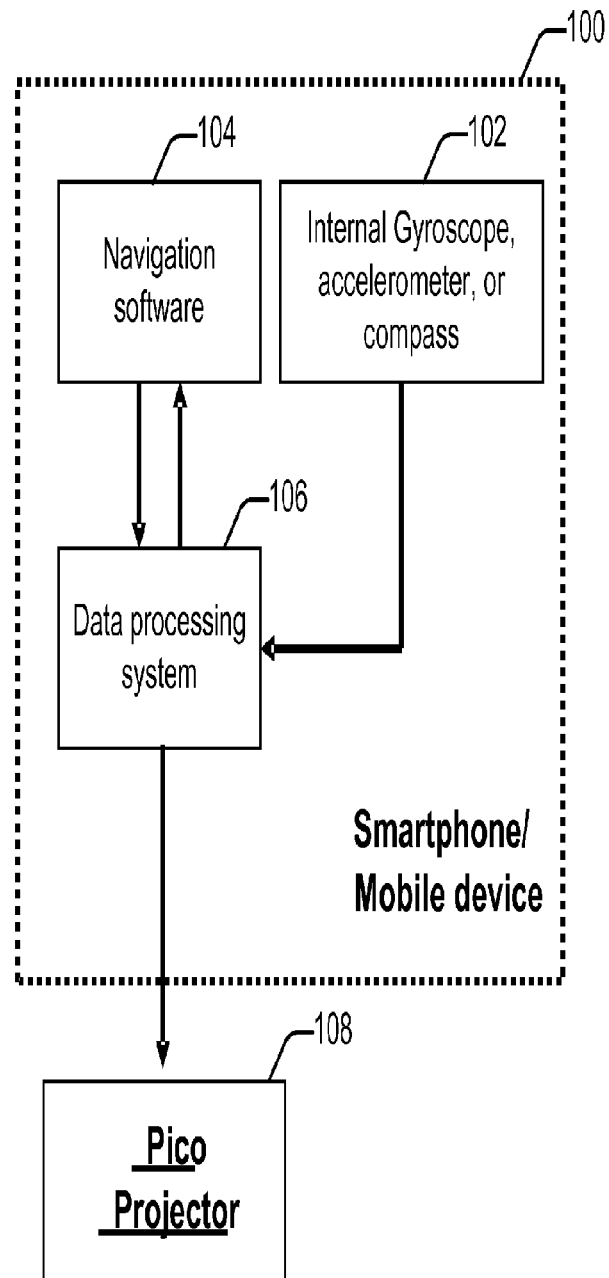 100
104
102
Navigation
software
Internal Gyroscope,
accelerometer, or
compass
106
Data processing
system
Smartphone/
Mobile device
108
Pico
Projector